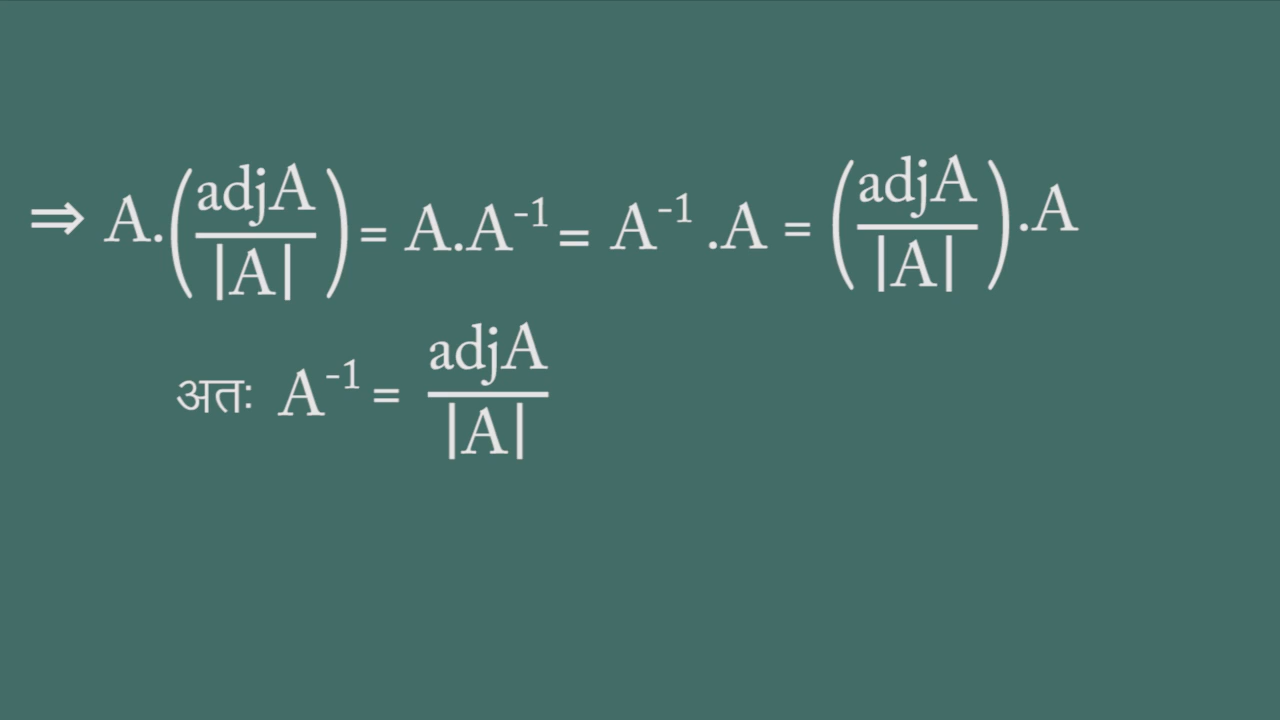 ⇒ A.(adjA/|A|) = A.A⁻¹ = A⁻¹ .A = (adjA/|A|).A
अतः A⁻¹ = adjA/|A|